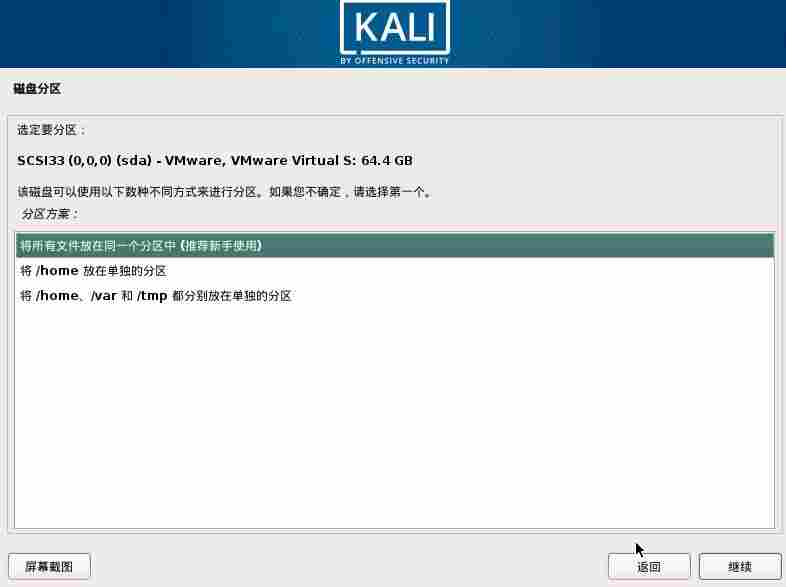 KALI
BY OFFENSIVE SECURITY
磁盘分区
选定要分区：
SCSI33 (0,0,0) (sda) - VMware, VMware Virtual S: 64.4 GB
该磁盘可以使用以下数种不同方式来进行分区。如果您不确定，请选择第一个。
分区方案：
将所有文件放在同一个分区中 (推荐新手使用)
将 /home 放在单独的分区
将 /home、/var 和 /tmp 都分别放在单独的分区
屏幕截图
返回
继续